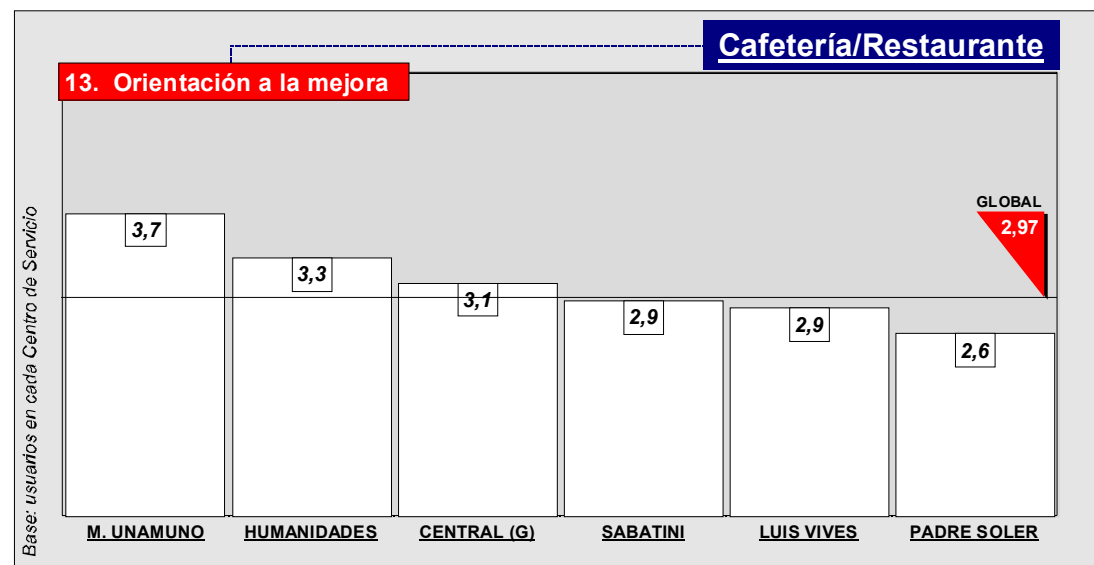 Cafetería/Restaurante
13. Orientación a la mejora
GLOBAL
2,97
3,7
3,3
3,1
2,9
2,9
2,6
Base: usuarios en cada Centro de Servicio
M. UNAMUNO
HUMANIDADES
CENTRAL (G)
SABATINI
LUIS VIVES
PADRE SOLER